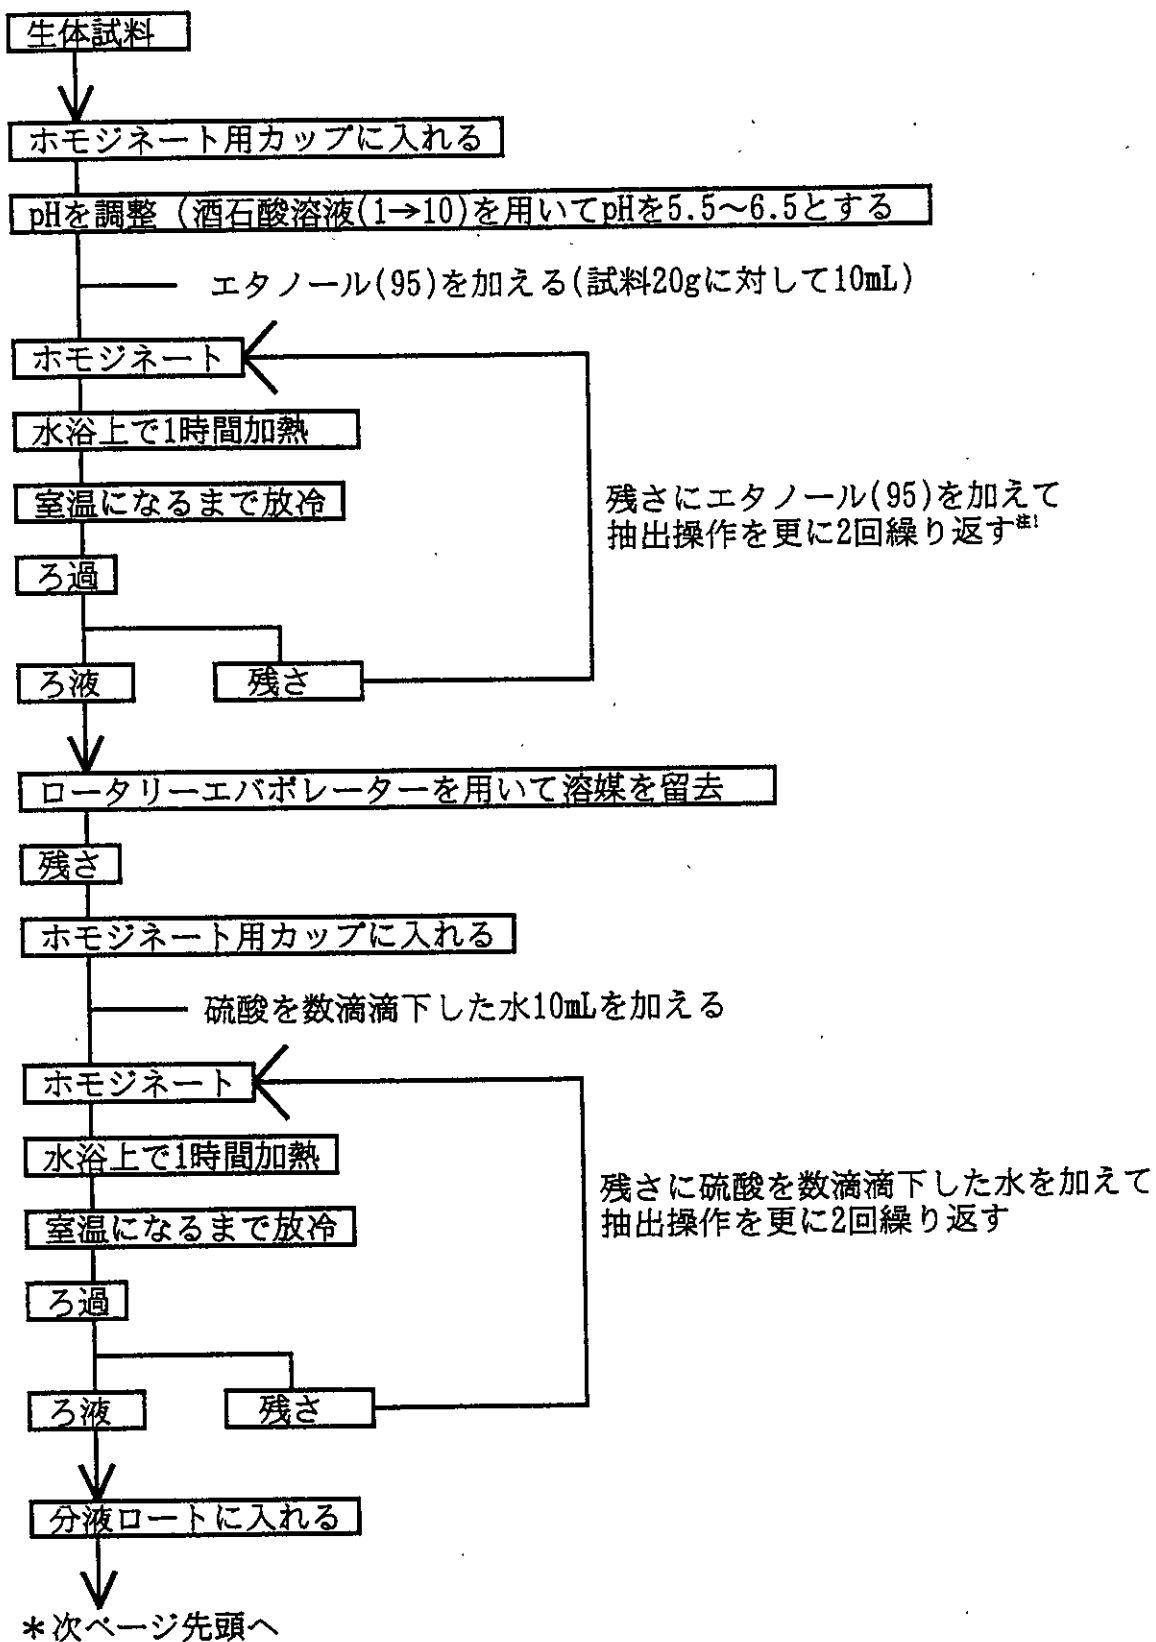 生体試料
ホモジネート用カップに入れる
pHを調整（酒石酸溶液(1→10)を用いてpHを5.5～6.5とする
エタノール(95)を加える(試料20gに対して10mL)
ホモジネート
水浴上で1時間加熱
室温になるまで放冷
残さにエタノール(95)を加えて
抽出操作を更に2回繰り返す注1
ろ過
ろ液
残さ
ロータリーエバポレーターを用いて溶媒を留去
残さ
ホモジネート用カップに入れる
硫酸を数滴滴下した水10mLを加える
ホモジネート
水浴上で1時間加熱
残さに硫酸を数滴滴下した水を加えて
抽出操作を更に2回繰り返す
室温になるまで放冷
ろ過
ろ液
残さ
分液ロートに入れる
＊次ページ先頭へ